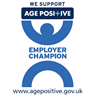 WE SUPPORT
AGE POSITIVE
EMPLOYER
CHAMPION
www.agepositive.gov.uk